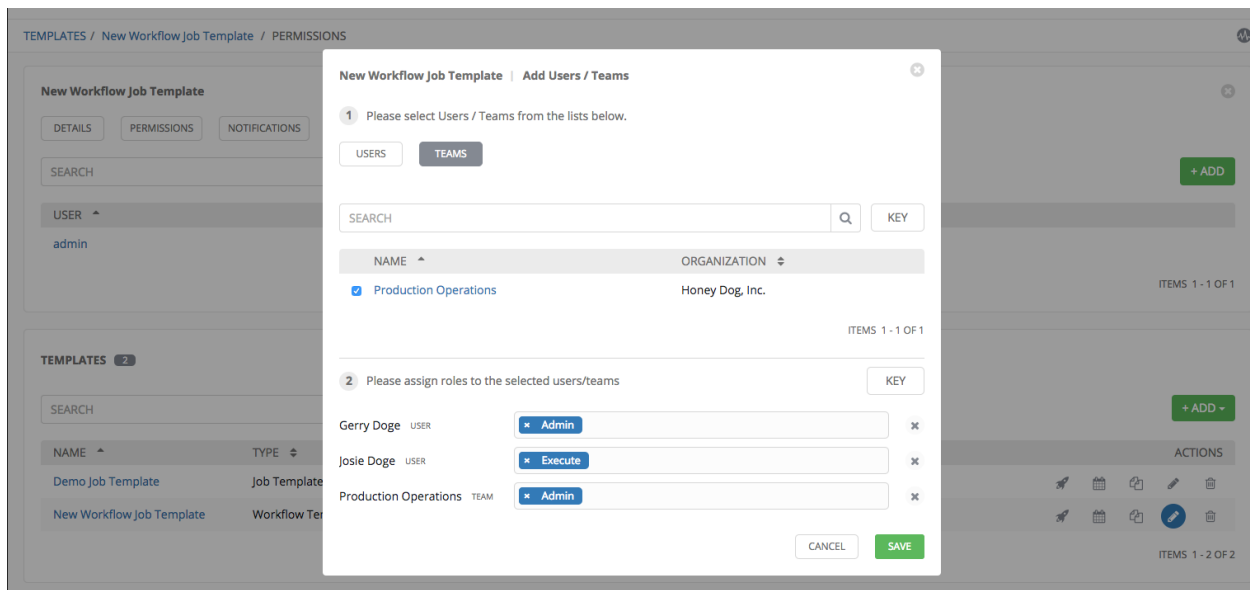 TEMPLATES / New Workflow Job Template / PERMISSIONS
New Workflow Job Template
DETAILS PERMISSIONS NOTIFICATIONS
SEARCH
+ ADD
USER
admin
ITEMS 1 - 1 OF 1
TEMPLATES 2
SEARCH
+ ADD
NAME TYPE ACTIONS
Demo Job Template Job Template
New Workflow Job Template Workflow Ter
ITEMS 1 - 2 OF 2
New Workflow Job Template | Add Users / Teams
1 Please select Users / Teams from the lists below.
USERS TEAMS
SEARCH KEY
NAME ORGANIZATION
Production Operations Honey Dog, Inc.
ITEMS 1 - 1 OF 1
2 Please assign roles to the selected users/teams KEY
Gerry Doge USER × Admin
Josie Doge USER × Execute
Production Operations TEAM × Admin
CANCEL SAVE